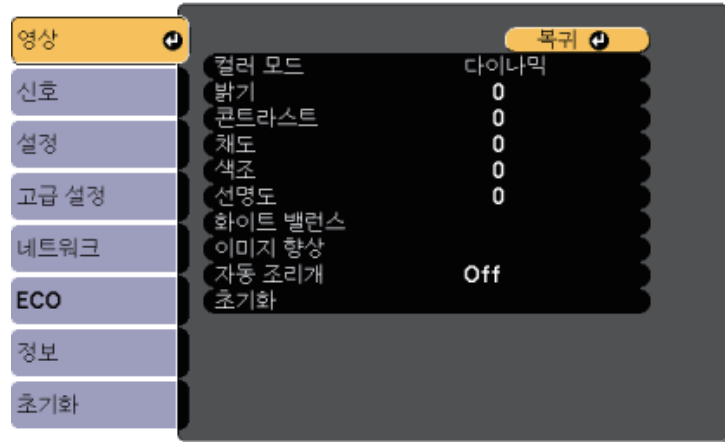 영상
신호
설정
고급 설정
네트워크
ECO
정보
초기화
복귀
컬러 모드 다이나믹
밝기 0
콘트라스트 0
채도 0
색조 0
선명도 0
화이트 밸런스
이미지 향상
자동 조리개 Off
초기화